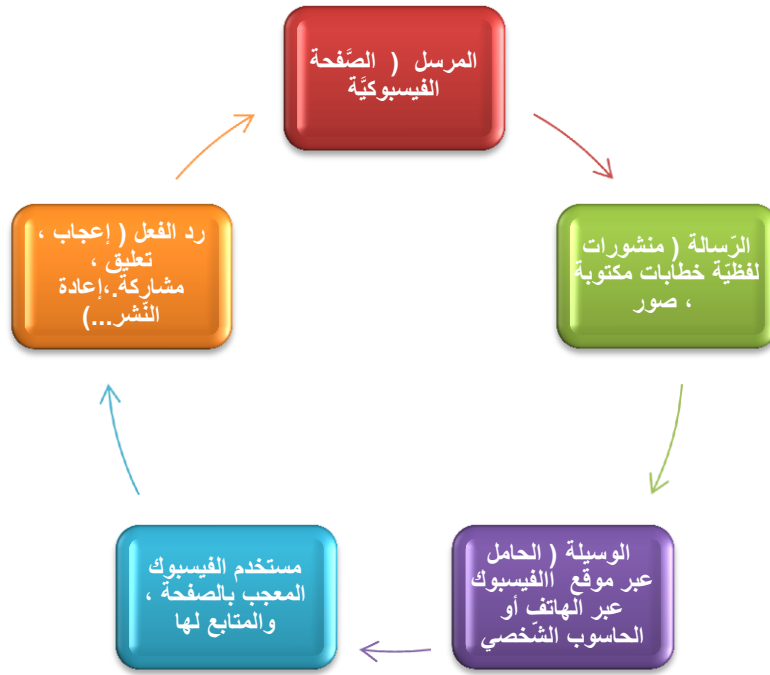 المرسل ( الصَّفحة
الفيسبوكيَّة
الرّسالة ( منشورات
لفظيّة خطابات مكتوبة
، صور
الوسيلة ( الحامل
عبر موقع االفيسبوك
عبر الهاتف أو
الحاسوب الشّخصي
مستخدم الفيسبوك
المعجب بالصفحة ،
والمتابع لها
رد الفعل ( إعجاب ،
تعليق ،
مشاركة.،إعادة
النّشر...)